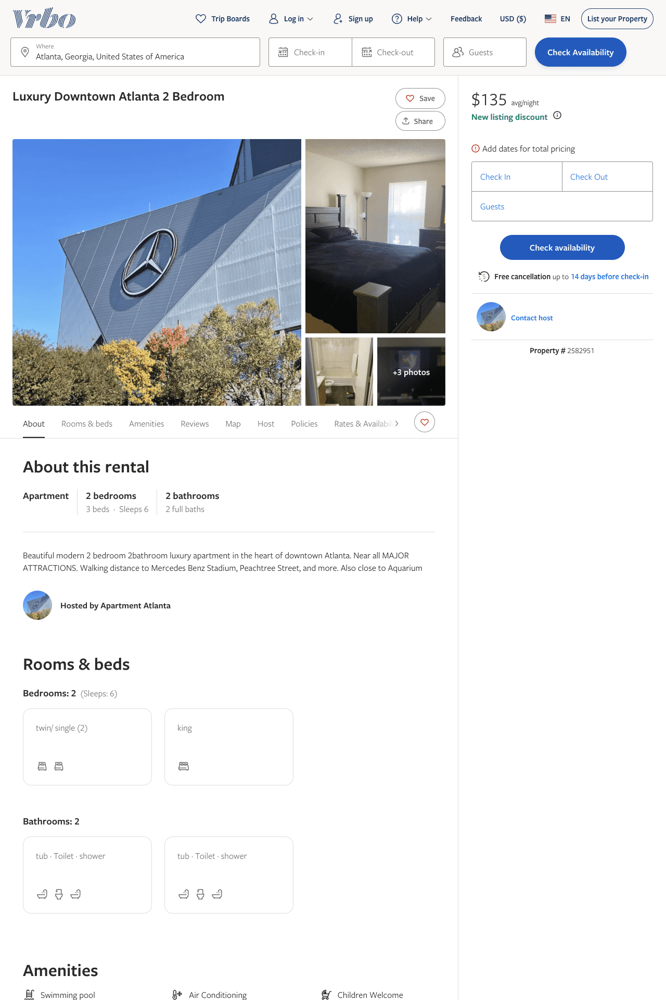 Vrbo
Trip Boards
Log in
Sign up
Help
Feedback
USD ($)
EN
List your Property
Where
Atlanta, Georgia, United States of America
Check-in
Check-out
Guests
Check Availability
Luxury Downtown Atlanta 2 Bedroom
Save
Share
$135 avg/night
New listing discount
Add dates for total pricing
Check In
Check Out
Guests
Check availability
Free cancellation up to 14 days before check-in
Contact host
Property # 2582951
+3 photos
About
Rooms & beds
Amenities
Reviews
Map
Host
Policies
Rates & Availabili
About this rental
Apartment
2 bedrooms
3 beds · Sleeps 6
2 bathrooms
2 full baths
Beautiful modern 2 bedroom 2bathroom luxury apartment in the heart of downtown Atlanta. Near all MAJOR
ATTRACTIONS. Walking distance to Mercedes Benz Stadium, Peachtree Street, and more. Also close to Aquarium
Hosted by Apartment Atlanta
Rooms & beds
Bedrooms: 2 (Sleeps: 6)
twin/ single (2)
king
Bathrooms: 2
tub · Toilet · shower
tub · Toilet · shower
Amenities
Swimming pool
Air Conditioning
Children Welcome